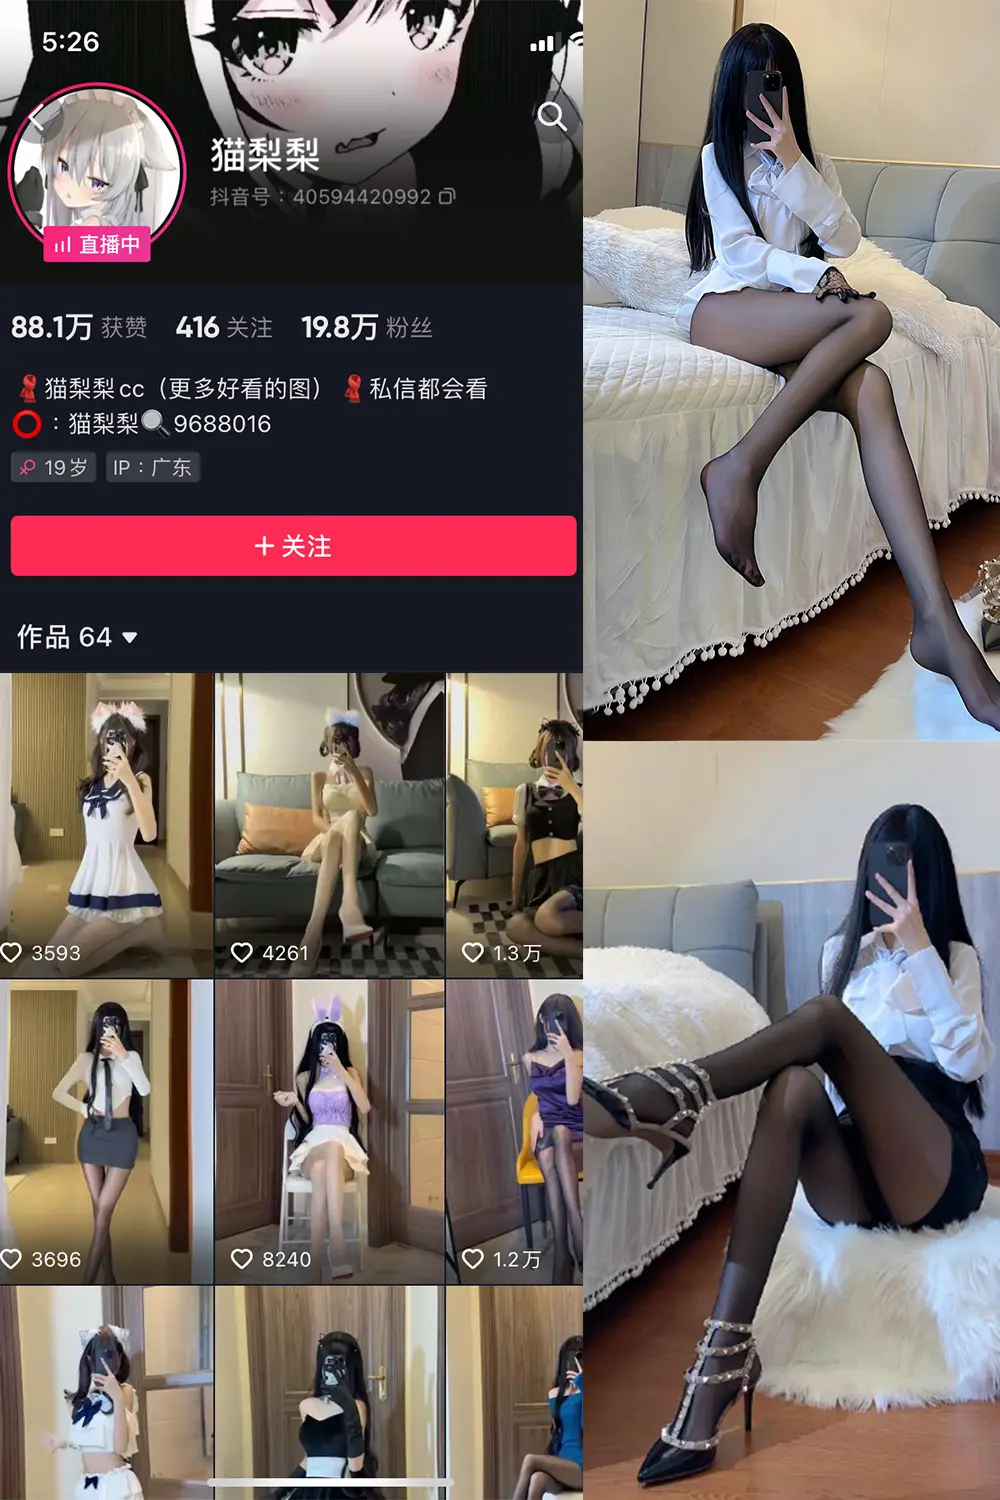 5:26
猫梨梨
抖音号：40594420992
直播中
88.1万 获赞 416 关注 19.8万 粉丝
猫梨梨cc（更多好看的图） 私信都会看
：猫梨梨 9688016
19岁 IP：广东
+ 关注
作品 64
3593 4261 1.3万
3696 8240 1.2万